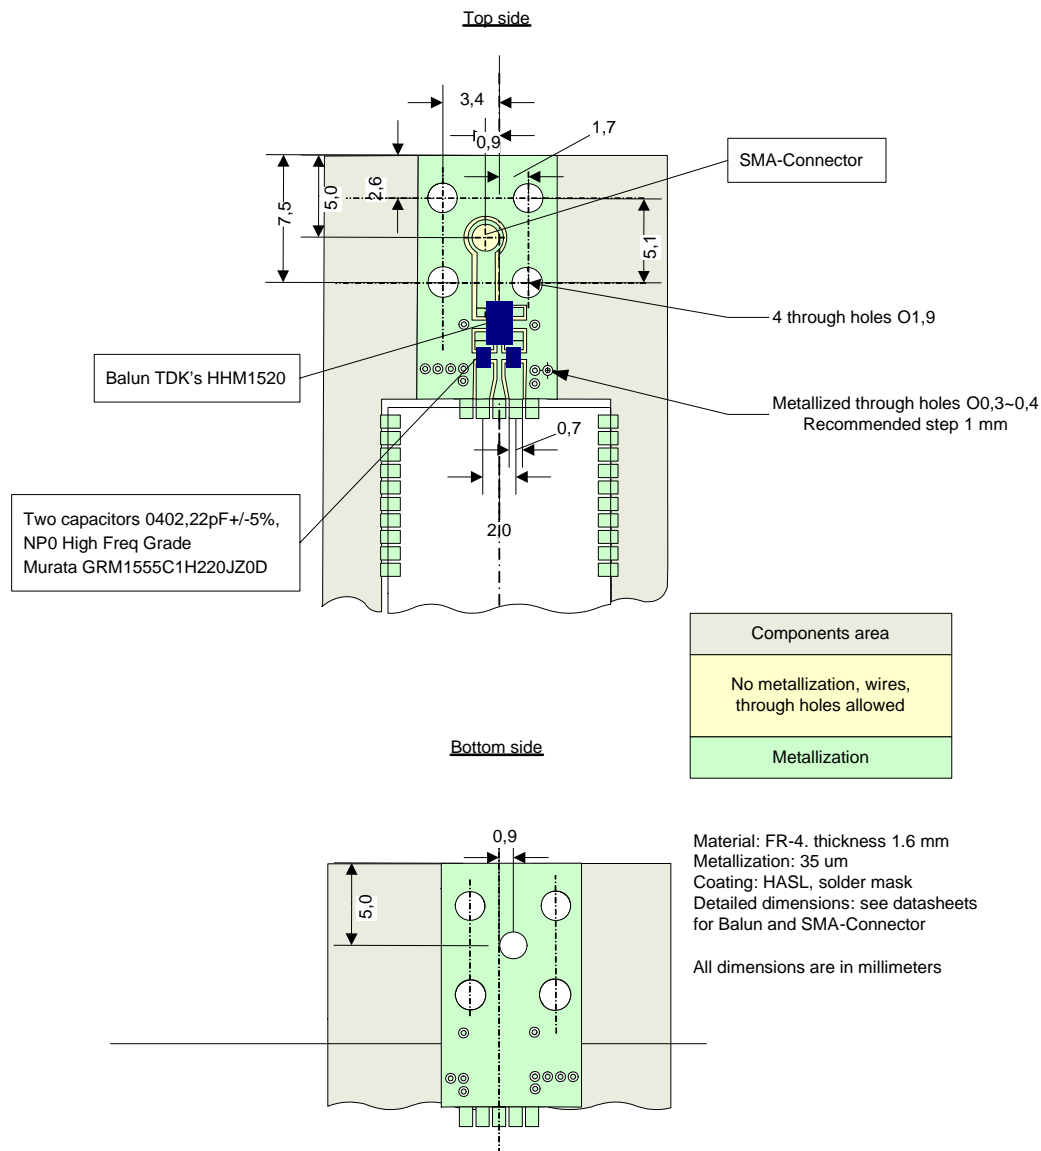 Top side
3,4
0,9
1,7
SMA-Connector
7,5
5,0
2,6
5,1
4 through holes O1,9
Balun TDK's HHM1520
Metallized through holes O0,3~0,4
Recommended step 1 mm
0,7
Two capacitors 0402,22pF+/-5%,
NP0 High Freq Grade
Murata GRM1555C1H220JZ0D
2,0
Components area
No metallization, wires,
through holes allowed
Metallization
Bottom side
0,9
5,0
Material: FR-4. thickness 1.6 mm
Metallization: 35 um
Coating: HASL, solder mask
Detailed dimensions: see datasheets
for Balun and SMA-Connector
All dimensions are in millimeters